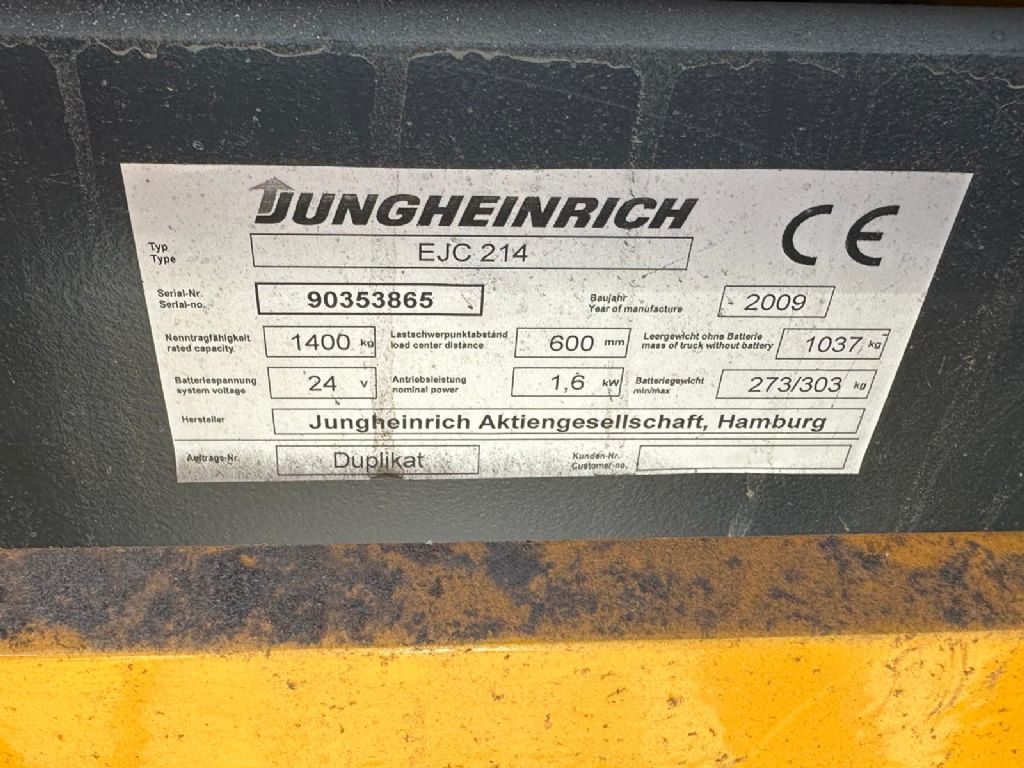 JUNGHEINRICH
CE
Typ
Type
EJC 214
Serial-Nr.
Serial-no.
90353865
Baujahr
Year of manufacture
2009
Nenntragfähigkeit
rated capacity
1400 kg
Lastschwerpunktabstand
load center distance
600 mm
Leergewicht ohne Batterie
mass of truck without battery
1037 kg
Batteriespannung
system voltage
24 V
Antriebsleistung
nominal power
1,6 kW
Batteriegewicht
min/max
273/303 kg
Hersteller
Jungheinrich Aktiengesellschaft, Hamburg
Auftrags-Nr.
Duplikat
Kunden-Nr.
Customer-no.